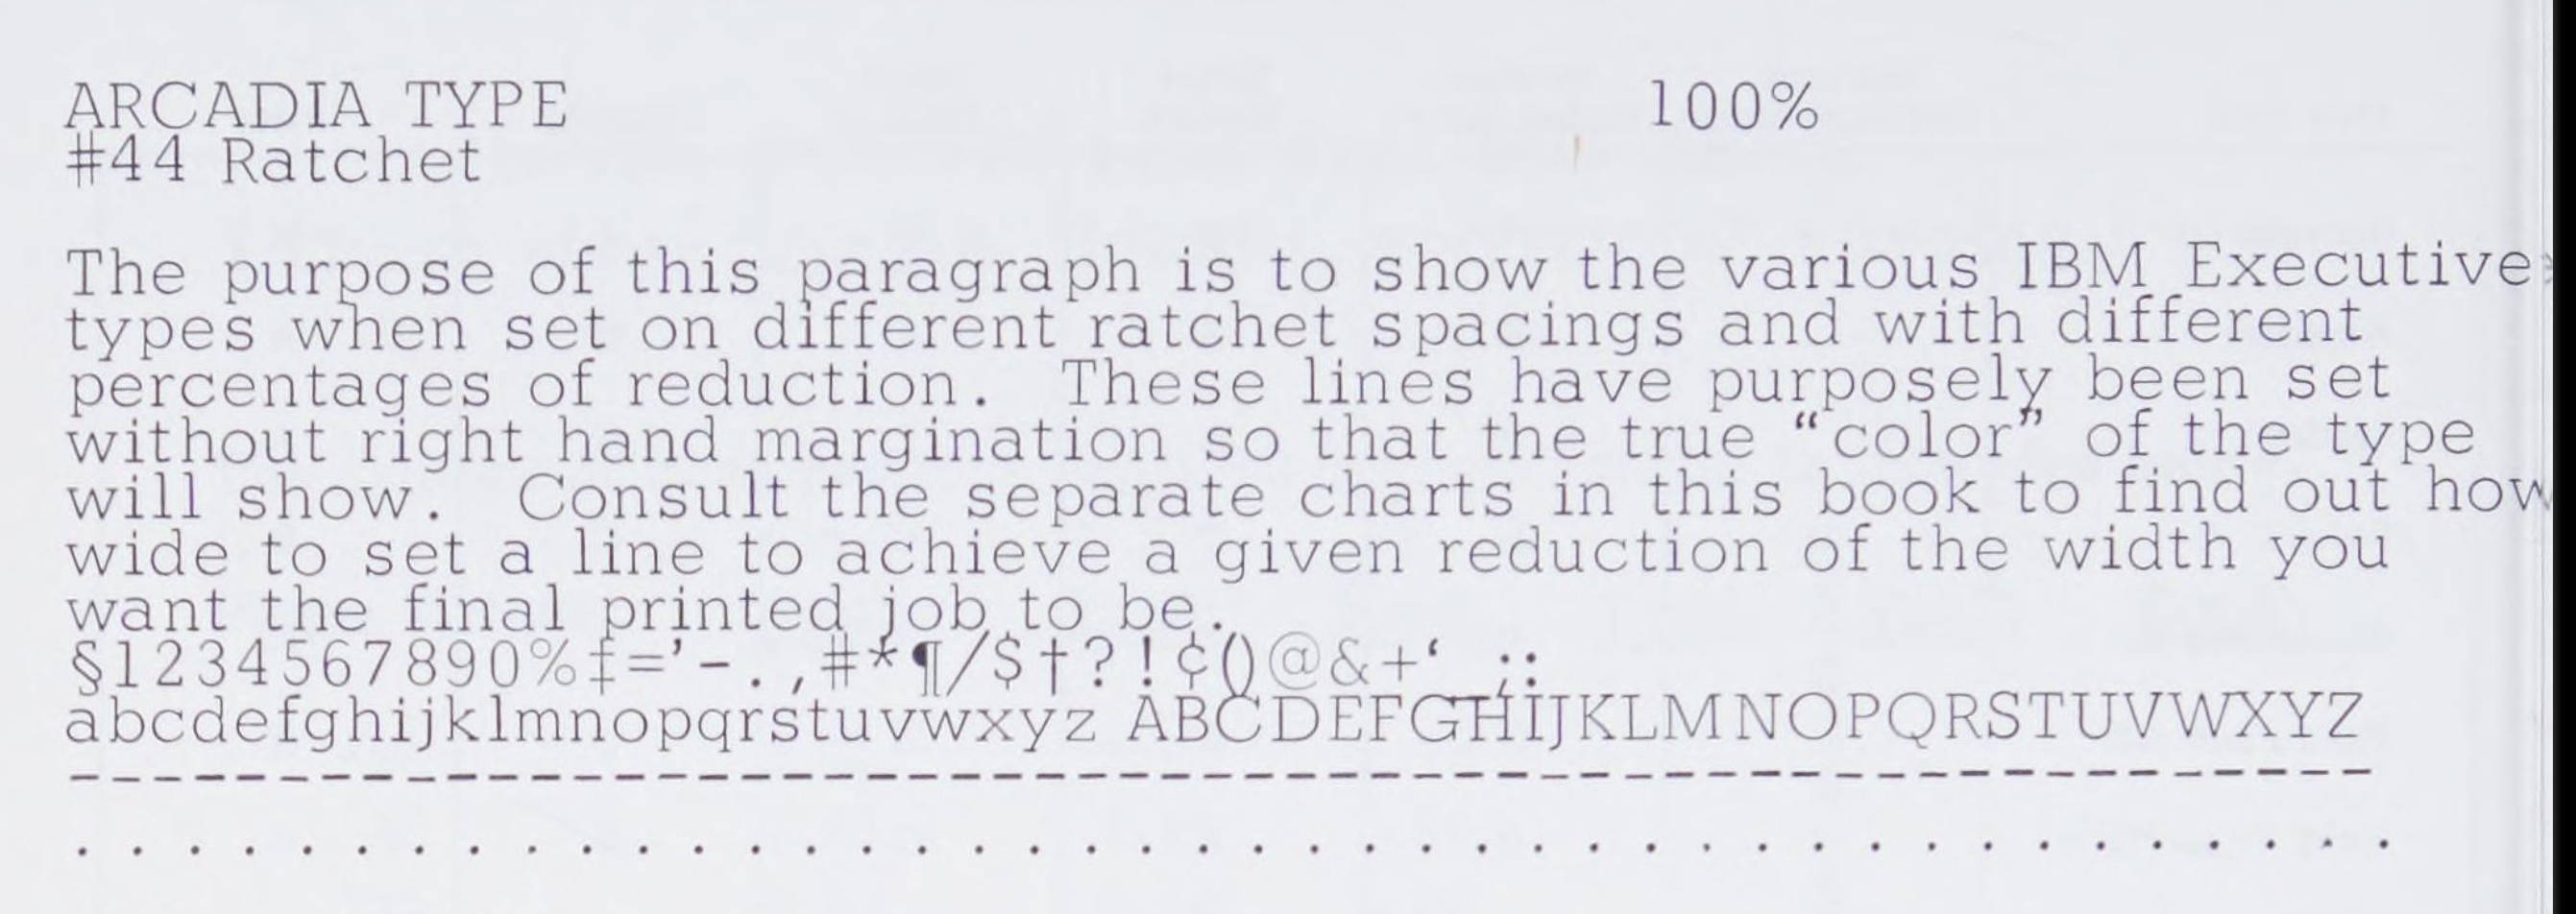 ARCADIA TYPE 100%
#44 Ratchet
The purpose of this paragraph is to show the various IBM Executive
types when set on different ratchet spacings and with different
percentages of reduction. These lines have purposely been set
without right hand margination so that the true “color” of the type
will show. Consult the separate charts in this book to find out how
wide to set a line to achieve a given reduction of the width you
want the final printed job to be.
§1234567890%‡=’-.,#*¶/$†?!¢()@&+‘_;:
abcdefghijklmnopqrstuvwxyz ABCDEFGHIJKLMNOPQRSTUVWXYZ